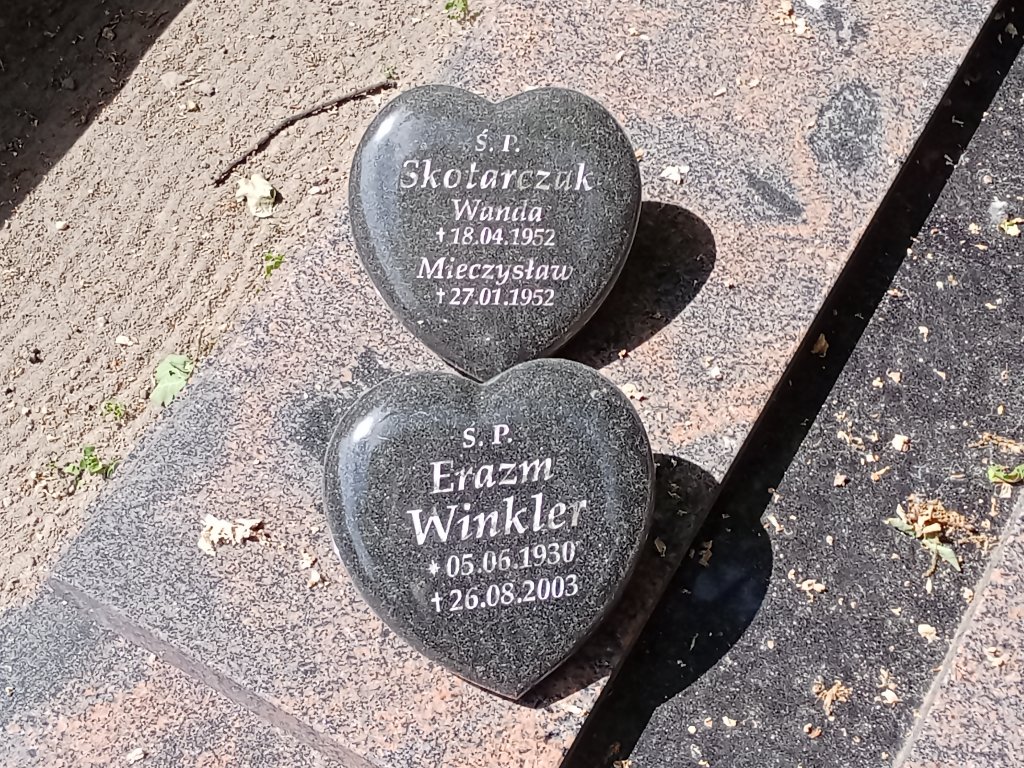 Ś. P.
Skotarczak
Wanda
†18.04.1952
Mieczysław
†27.01.1952
S. P.
Erazm
Winkler
* 05.06.1930
† 26.08.2003